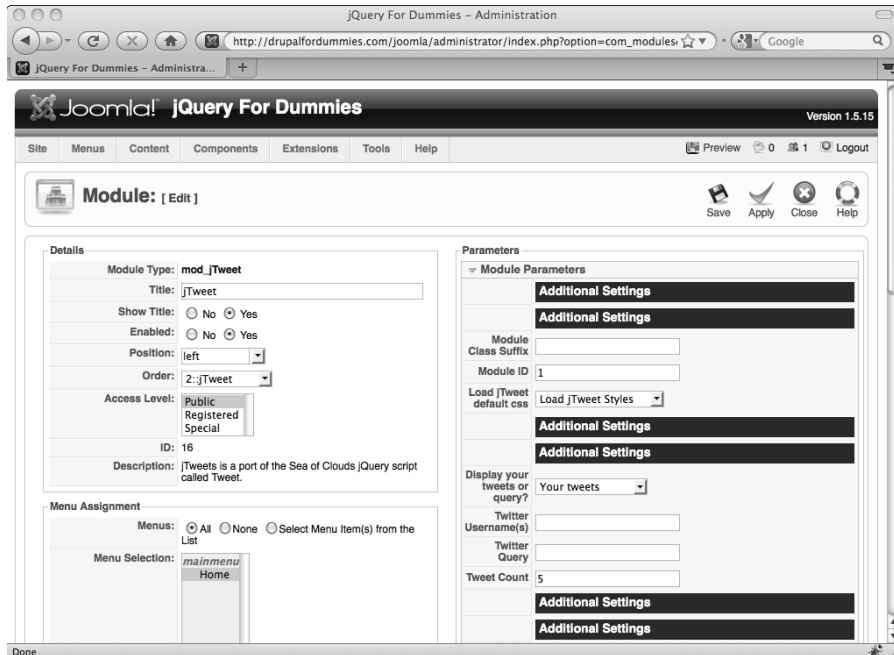 jQuery For Dummies – Administration
http://drupalfordummies.com/joomla/administrator/index.php?option=com_modules
Google
jQuery For Dummies – Administra...
+
Joomla! jQuery For Dummies
Version 1.5.15
Site Menus Content Components Extensions Tools Help
Preview 0 1 Logout
Module: [ Edit ]
Save Apply Close Help
Details
Module Type: mod_jTweet
Title: jTweet
Show Title: No Yes
Enabled: No Yes
Position: left
Order: 2::jTweet
Access Level: Public
Registered
Special
ID: 16
Description: jTweets is a port of the Sea of Clouds jQuery script
called Tweet.
Menu Assignment
Menus: All None Select Menu Item(s) from the
List
Menu Selection: mainmenu
Home
Parameters
Module Parameters
Additional Settings
Additional Settings
Module
Class Suffix
Module ID 1
Load jTweet
default css Load jTweet Styles
Additional Settings
Additional Settings
Display your
tweets or
query? Your tweets
Twitter
Username(s)
Twitter
Query
Tweet Count 5
Additional Settings
Additional Settings
Done